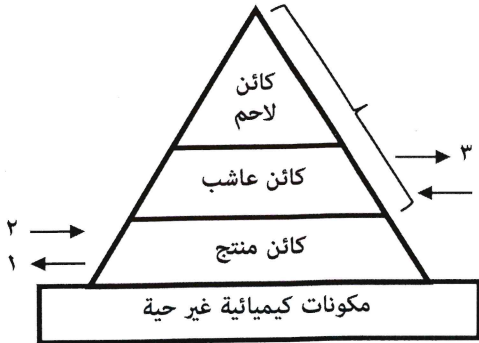 كائن
لاحم
٣
كائن عاشب
٢
كائن منتج
١
مكونات كيميائية غير حية